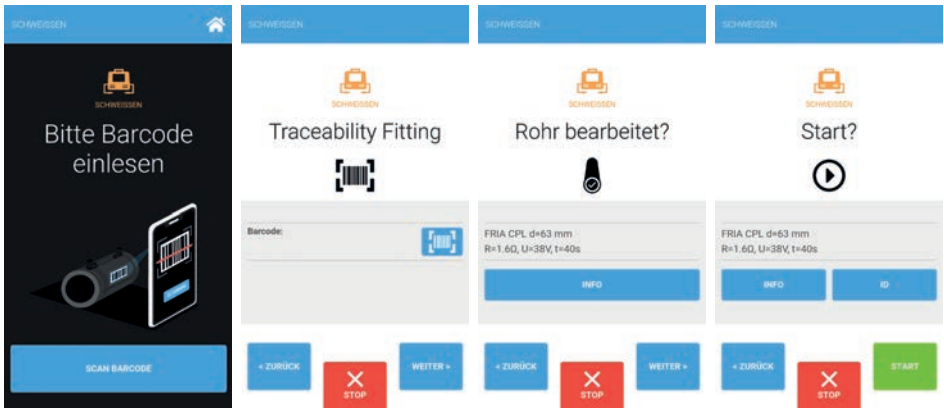 SCHWEISSEN
SCHWEISSEN
Bitte Barcode
einlesen
SCAN BARCODE
SCHWEISSEN
SCHWEISSEN
Traceability Fitting
Barcode:
< ZURÜCK
STOP
WEITER >
SCHWEISSEN
SCHWEISSEN
Rohr bearbeitet?
FRIA CPL d=63 mm
R=1.6Ω, U=38V, t=40s
INFO
< ZURÜCK
STOP
WEITER >
SCHWEISSEN
SCHWEISSEN
Start?
FRIA CPL d=63 mm
R=1.6Ω, U=38V, t=40s
INFO
ID
< ZURÜCK
STOP
START